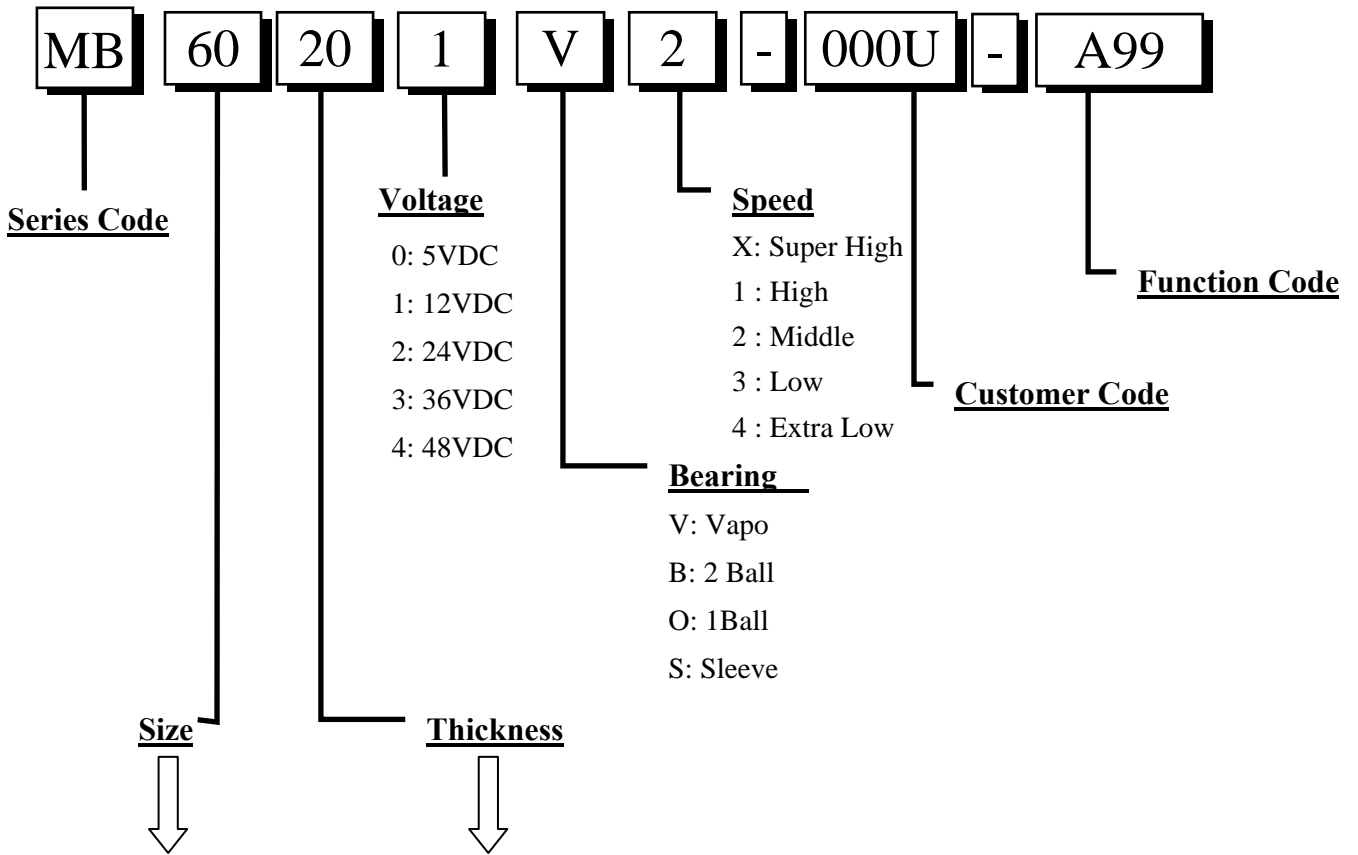 MB 60 20 1 V 2 - 000U - A99
Series Code
Voltage
0: 5VDC
1: 12VDC
2: 24VDC
3: 36VDC
4: 48VDC
Speed
X: Super High
1 : High
2 : Middle
3 : Low
4 : Extra Low
Function Code
Customer Code
Bearing
V: Vapo
B: 2 Ball
O: 1Ball
S: Sleeve
Size
Thickness